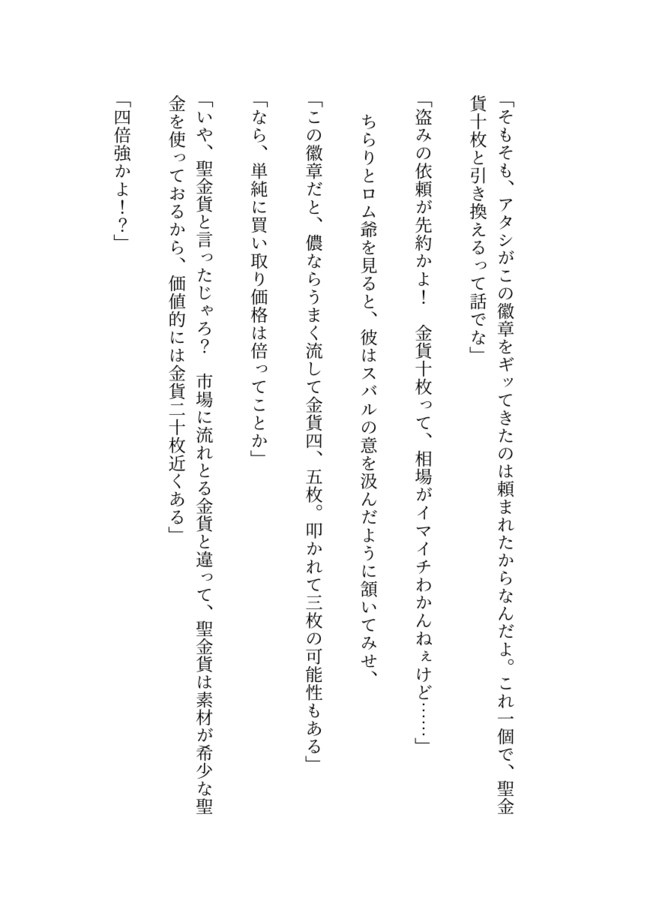 「そもそも、アタシがこの徽章をギッてきたのは頼まれたからなんだよ。これ一個で、聖金
貨十枚と引き換えるって話でな」
「盗みの依頼が先約かよ！　金貨十枚って、相場がイマイチわかんねぇけど……」
　ちらりとロム爺を見ると、彼はスバルの意を汲んだように頷いてみせ、
「この徽章だと、儂ならうまく流して金貨四、五枚。叩かれて三枚の可能性もある」
「なら、単純に買い取り価格は倍ってことか」
「いや、聖金貨と言ったじゃろ？　市場に流れとる金貨と違って、聖金貨は素材が希少な聖
金を使っておるから、価値的には金貨二十枚近くある」
「四倍強かよ！？」